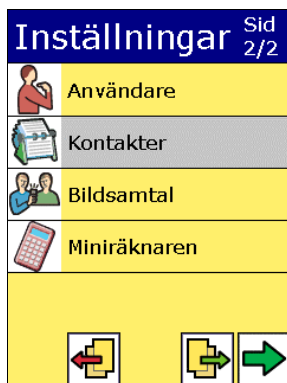 Inställningar
Sid
2/2
Användare
Kontakter
Bildsamtal
Miniräknaren